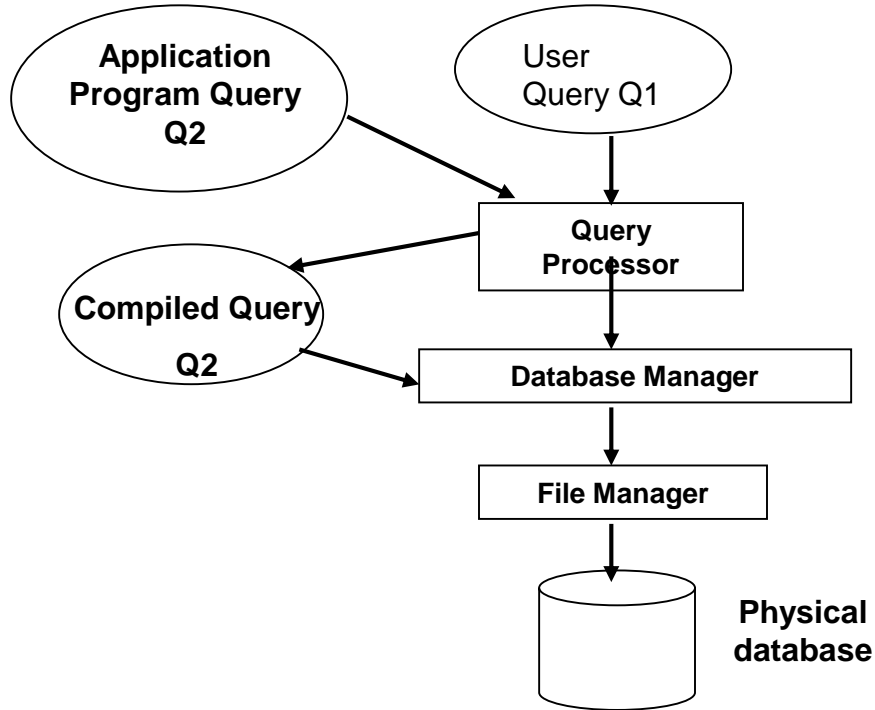 Application
Program Query
Q2
User
Query Q1
Query
Processor
Compiled Query
Q2
Database Manager
File Manager
Physical
database